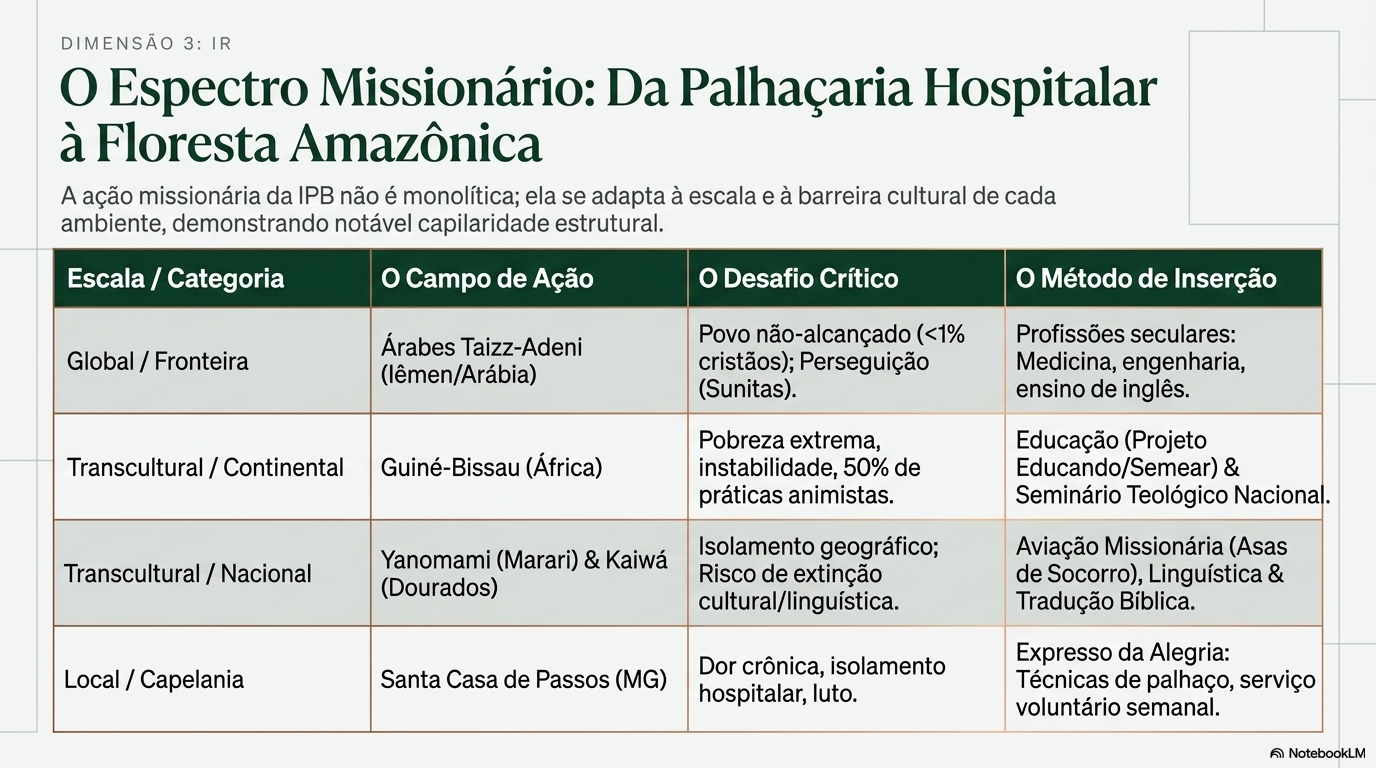 DIMENSÃO 3: IR
O Espectro Missionário: Da Palhaçaria Hospitalar
à Floresta Amazônica
A ação missionária da IPB não é monolítica; ela se adapta à escala e à barreira cultural de cada
ambiente, demonstrando notável capilaridade estrutural.
Escala / Categoria
O Campo de Ação
O Desafio Crítico
O Método de Inserção
Global / Fronteira
Árabes Taizz-Adeni
(Iêmen/Arábia)
Povo não-alcançado (<1%
cristãos); Perseguição
(Sunitas).
Profissões seculares:
Medicina, engenharia,
ensino de inglês.
Transcultural / Continental
Guiné-Bissau (África)
Pobreza extrema,
instabilidade, 50% de
práticas animistas.
Educação (Projeto
Educando/Semear) &
Seminário Teológico Nacional.
Transcultural / Nacional
Yanomami (Marari) & Kaiwá
(Dourados)
Isolamento geográfico;
Risco de extinção
cultural/linguística.
Aviação Missionária (Asas
de Socorro), Linguística &
Tradução Bíblica.
Local / Capelania
Santa Casa de Passos (MG)
Dor crônica, isolamento
hospitalar, luto.
Expresso da Alegria:
Técnicas de palhaço, serviço
voluntário semanal.
NotebookLM